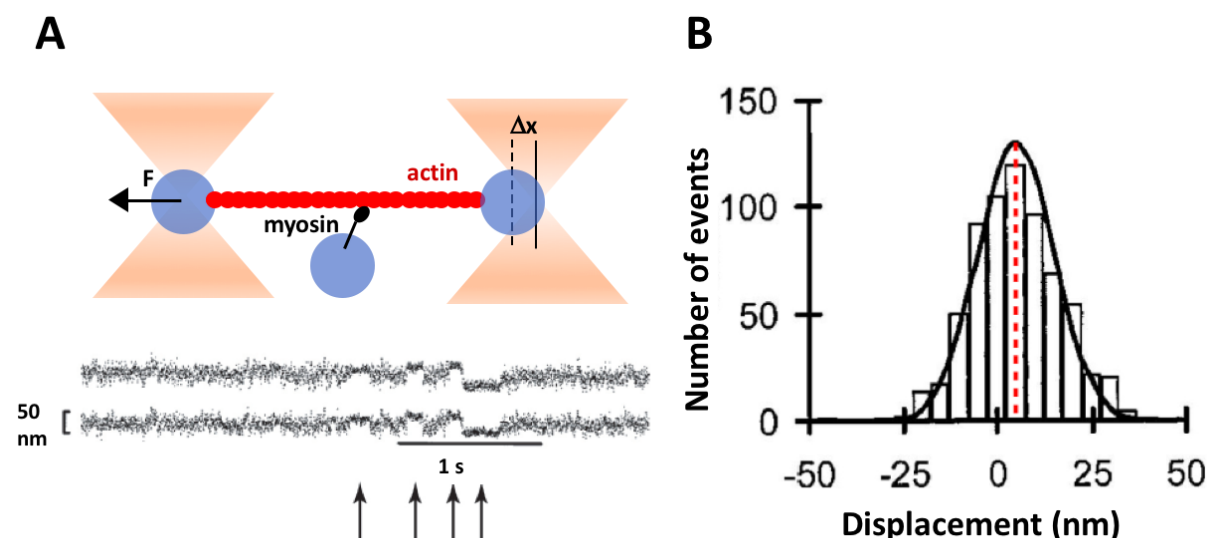 A
Δx
F
actin
myosin
50
nm
1 s
B
Number of events
150
100
50
0
-50
-25
0
25
50
Displacement (nm)